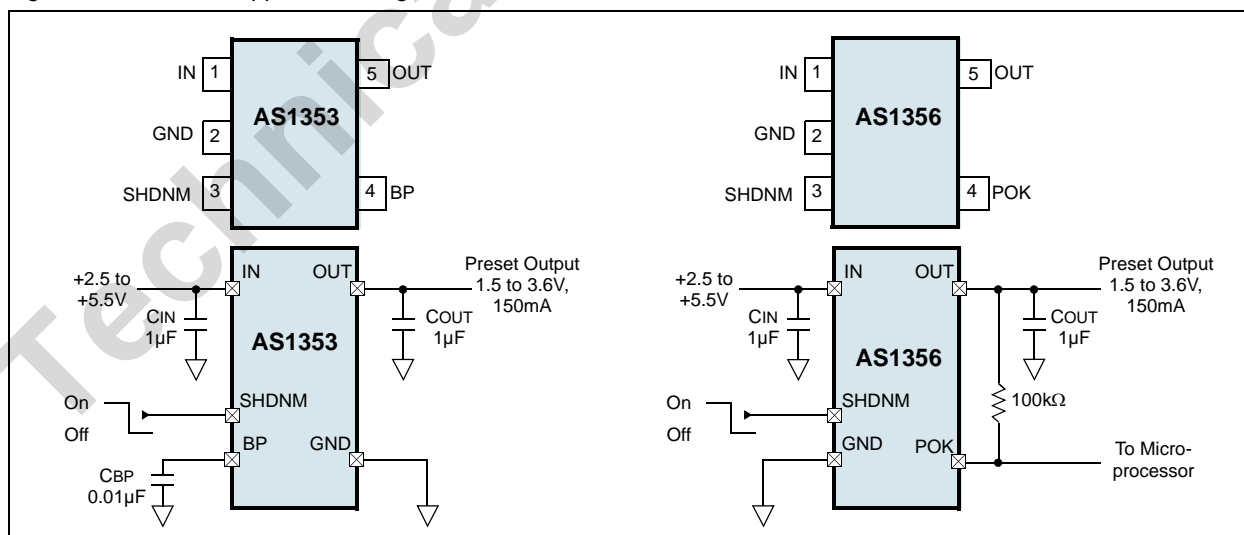 IN 1
5 OUT
AS1353
GND 2
SHDNM 3
4 BP
IN 1
5 OUT
AS1356
GND 2
SHDNM 3
4 POK
+2.5 to
+5.5V
IN
OUT
Preset Output
1.5 to 3.6V,
150mA
CIN
1µF
AS1353
COUT
1µF
On
Off
SHDNM
BP
GND
CBP
0.01µF
+2.5 to
+5.5V
IN
OUT
Preset Output
1.5 to 3.6V,
150mA
CIN
1µF
AS1356
COUT
1µF
On
Off
SHDNM
100kΩ
GND
POK
To Micro-
processor
Technica